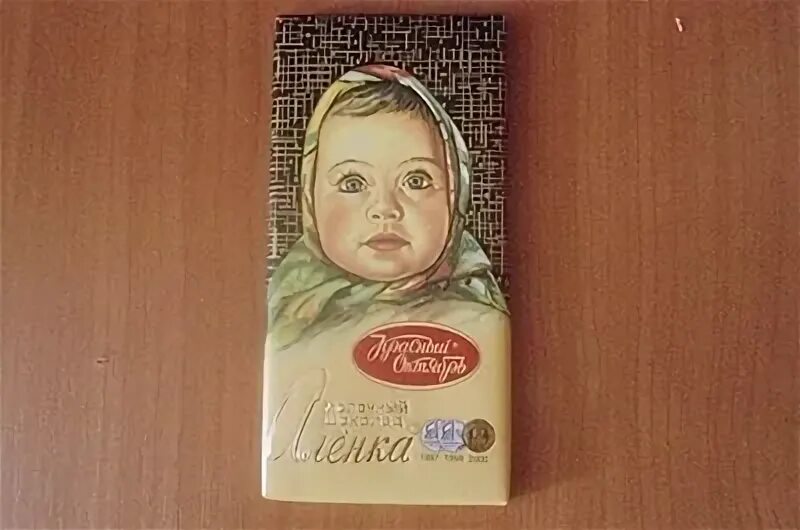 Красный
Октябрь
Молочный
Шоколад
Алёнка